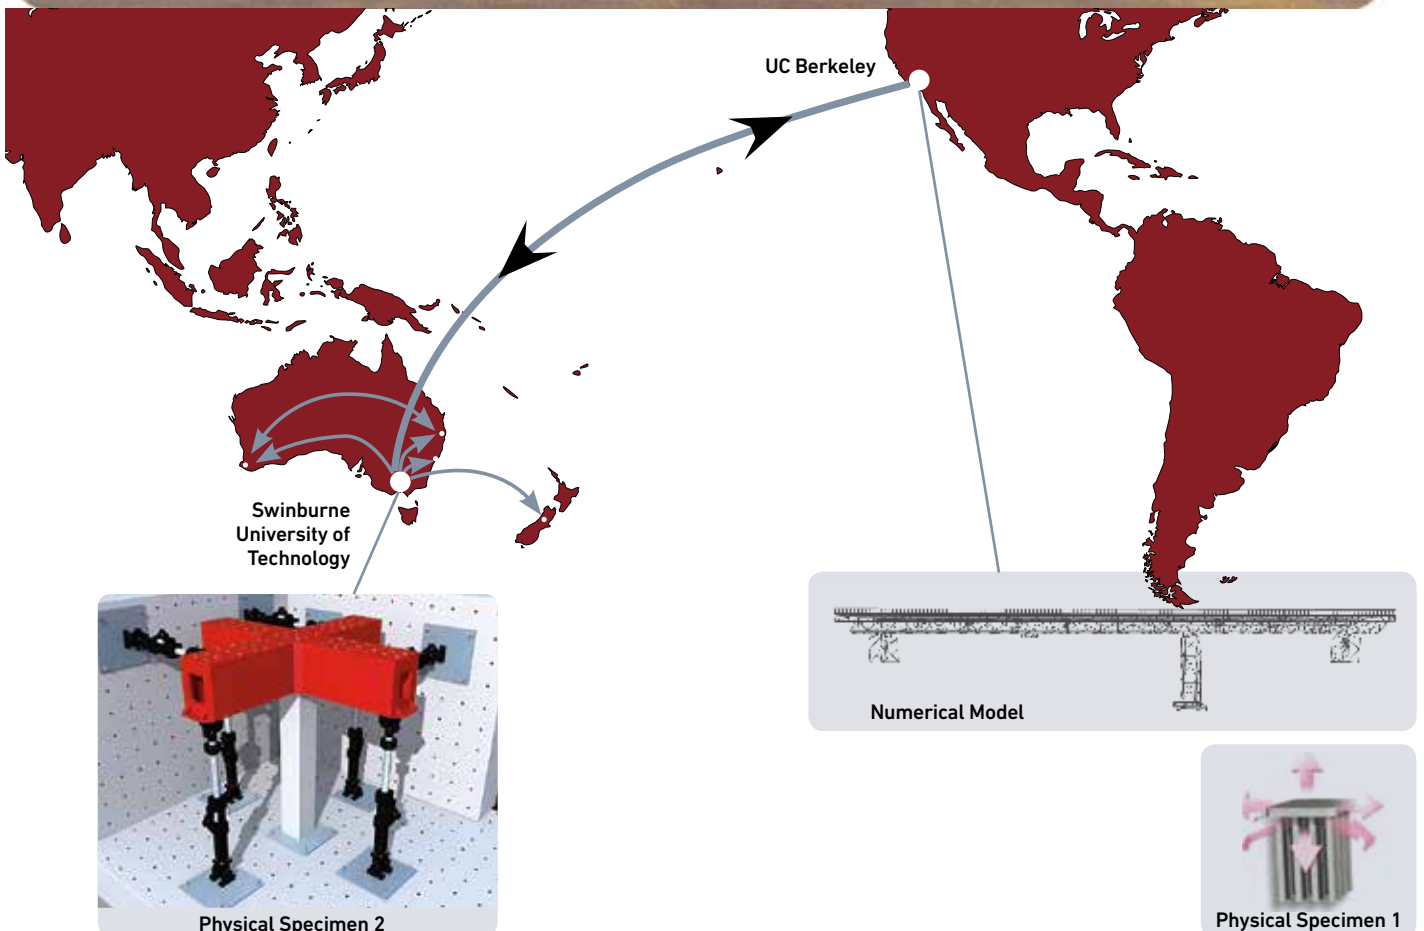 UC Berkeley
Swinburne
University of
Technology
Numerical Model
Physical Specimen 2
Physical Specimen 1